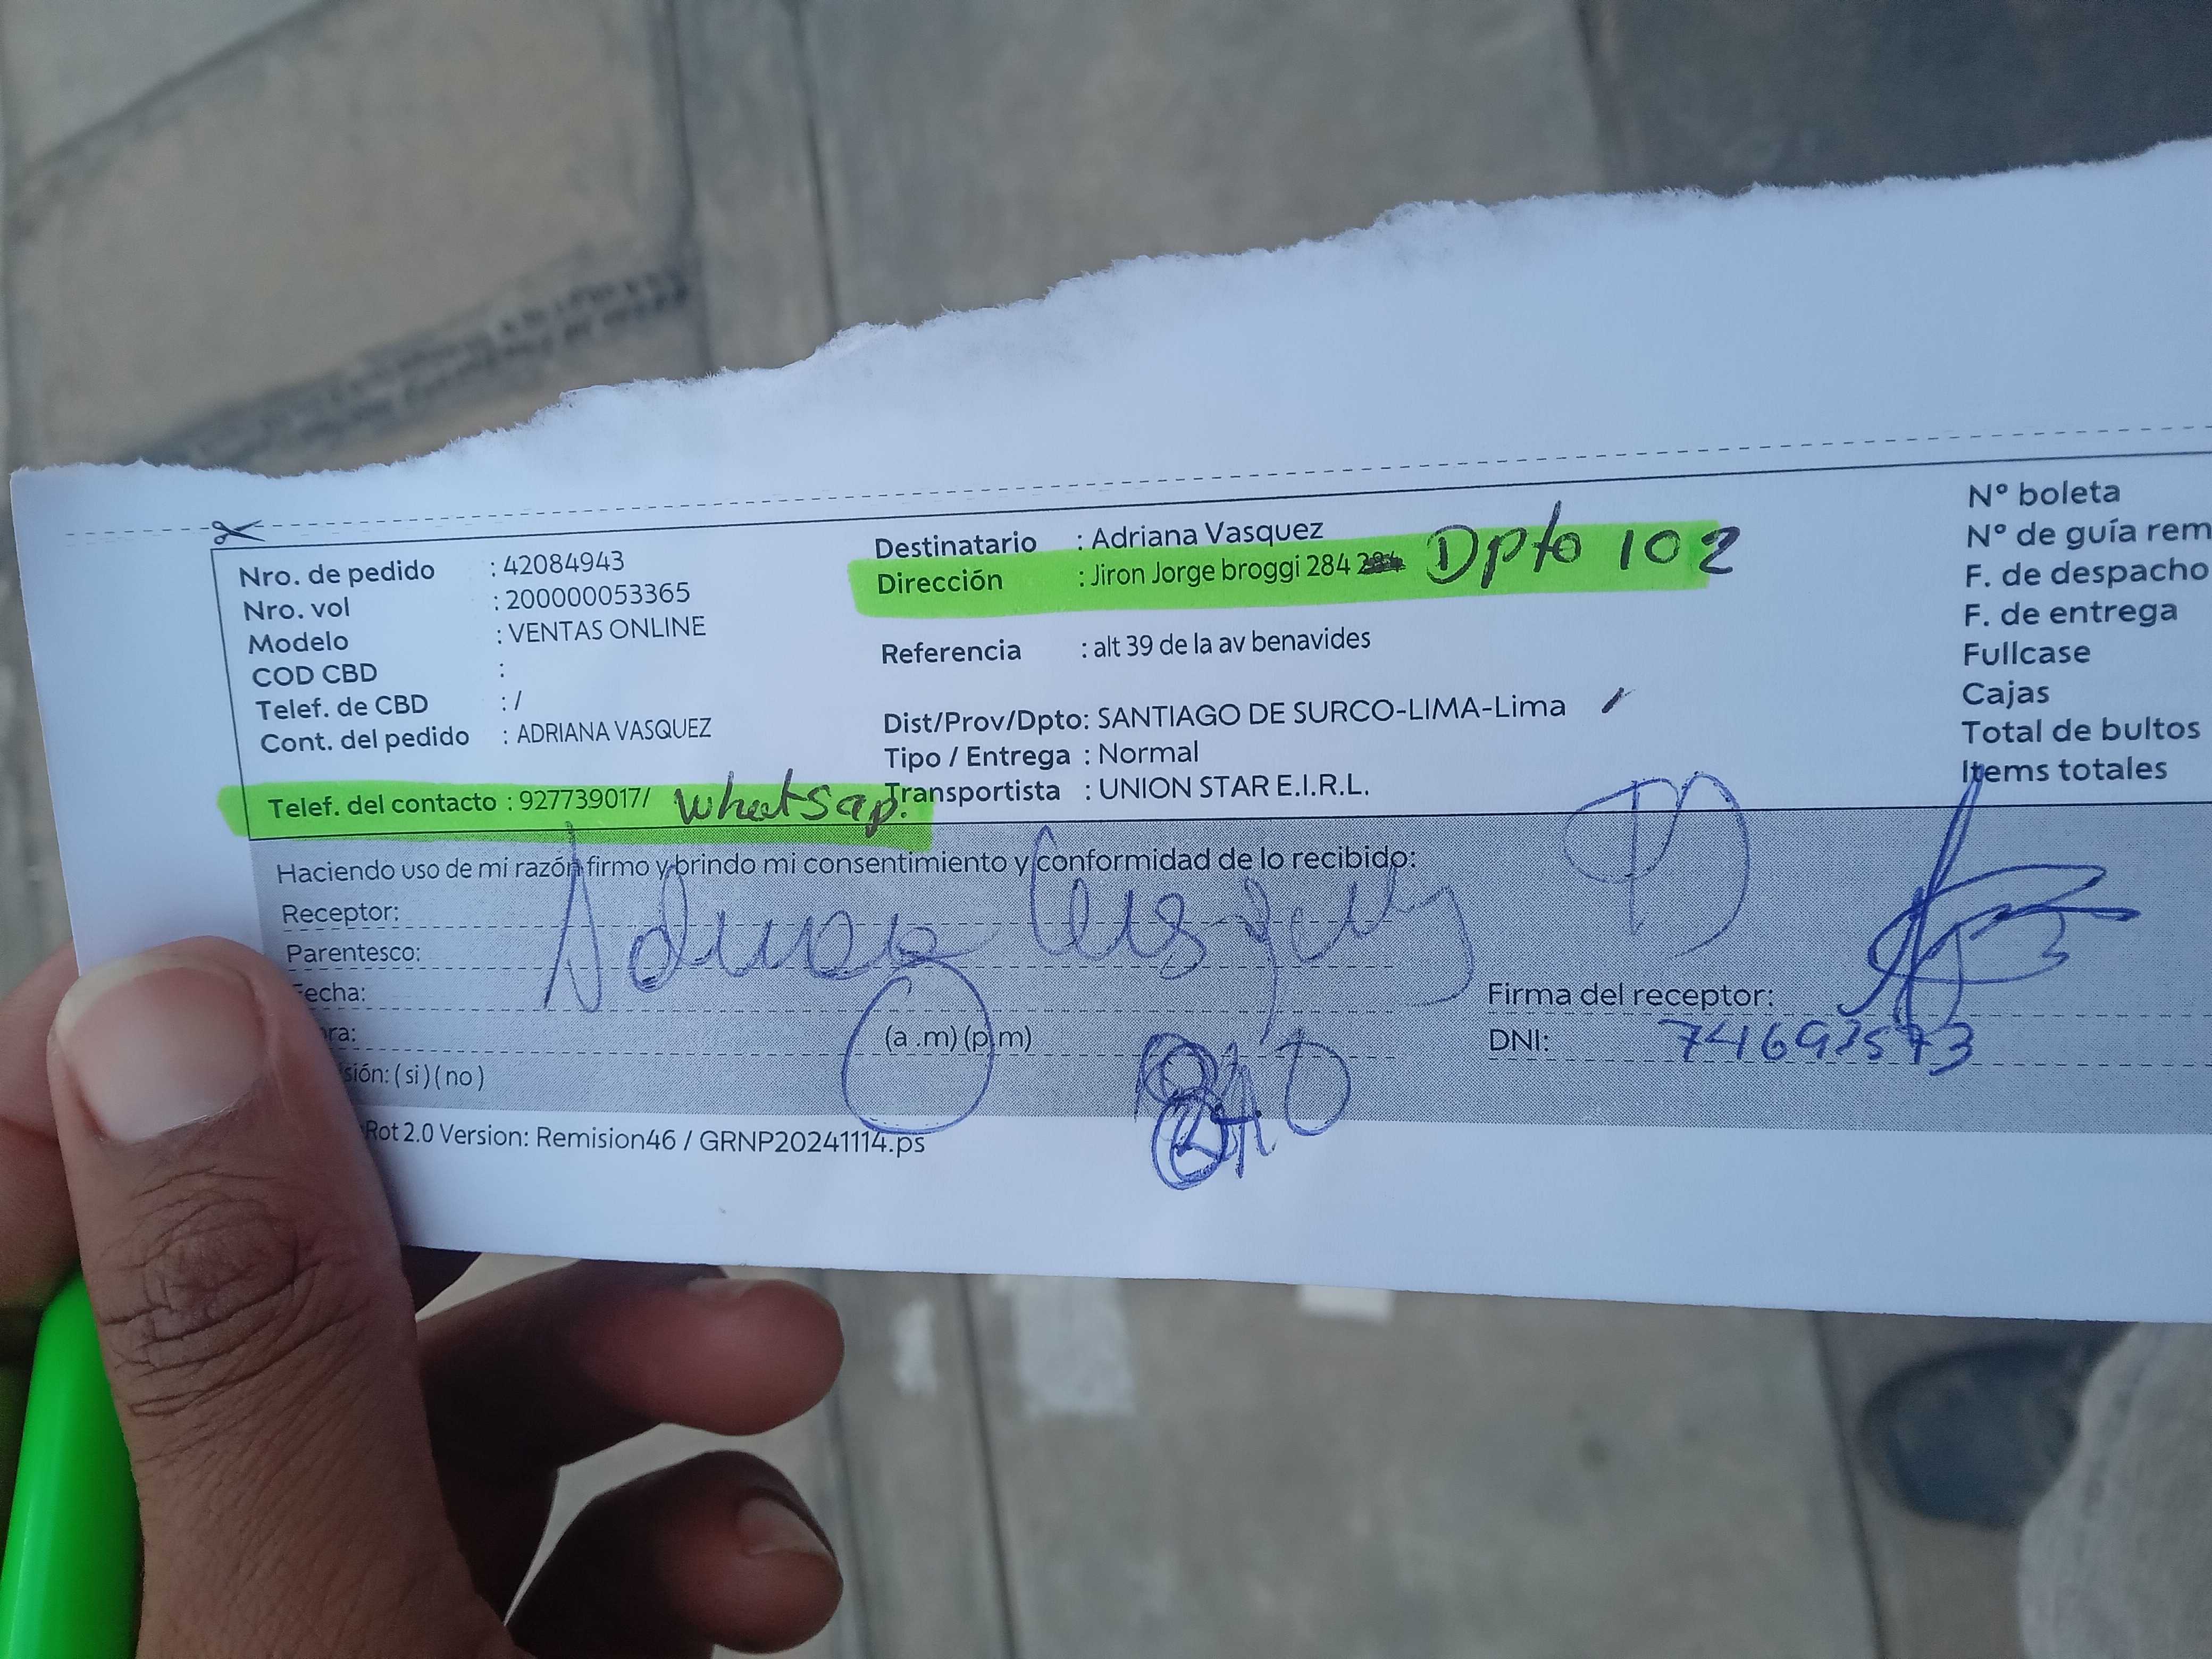 Nro. de pedido : 42084943
Nro. vol : 200000053365
Modelo : VENTAS ONLINE
COD CBD :
Telef. de CBD : /
Cont. del pedido : ADRIANA VASQUEZ
Telef. del contacto : 927739017/ whatsap.
Destinatario : Adriana Vasquez
Dirección : Jiron Jorge broggi 284 Dpto 102
Referencia : alt 39 de la av benavides
Dist/Prov/Dpto: SANTIAGO DE SURCO-LIMA-Lima
Tipo / Entrega : Normal
Transportista : UNION STAR E.I.R.L.
Nº boleta
Nº de guía rem
F. de despacho
F. de entrega
Fullcase
Cajas
Total de bultos
Items totales
Haciendo uso de mi razón firmo y brindo mi consentimiento y conformidad de lo recibido:
Receptor:
Parentesco:
Fecha:
ra:
(a .m) (p.m)
sión: ( si ) ( no )
Firma del receptor:
DNI:
Rot 2.0 Version: Remision46 / GRNP20241114.ps